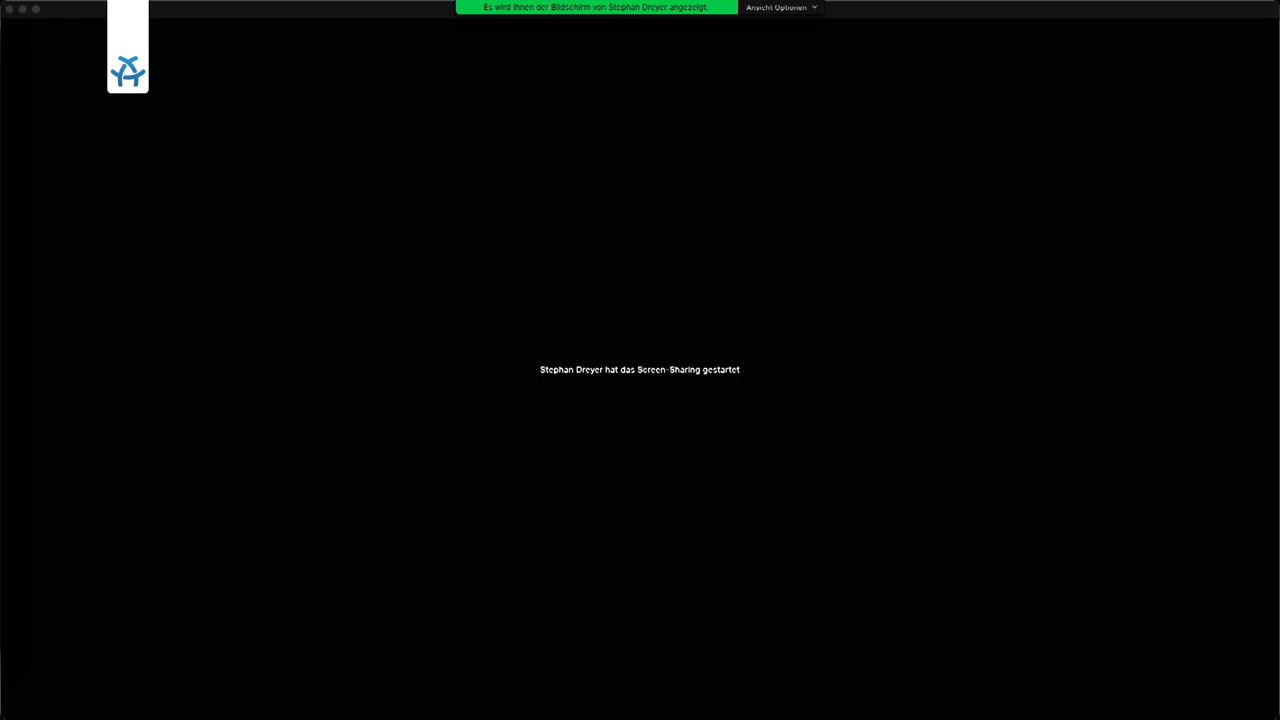 Es wird Ihnen der Bildschirm von Stephan Dreyer angezeigt.
Ansicht Optionen
Stephan Dreyer hat das Screen-Sharing gestartet